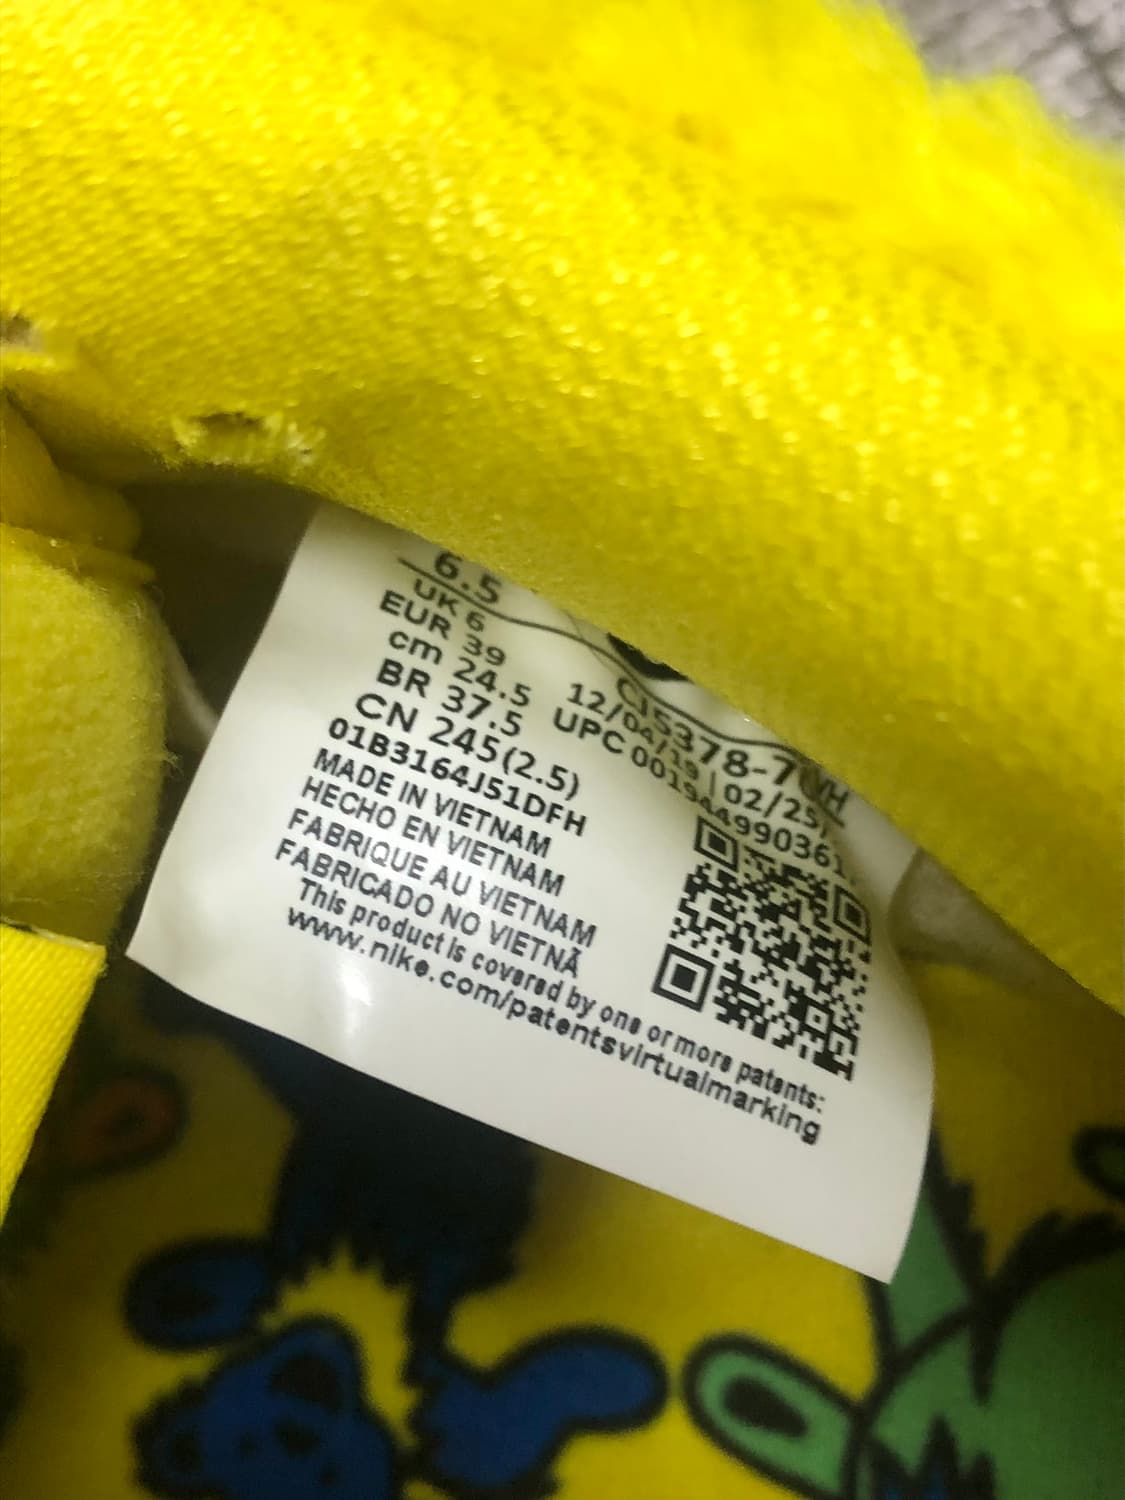 6.5
UK 6
EUR 39
cm 24.5
BR 37.5
CN 245(2.5)
01B3164J51DFH
MADE IN VIETNAM
HECHO EN VIETNAM
FABRIQUE AU VIETNAM
FABRICADO NO VIETNÃ
This product is covered by one or more patents:
www.nike.com/patentsvirtualmarking
12/04/19 | 02/25/
UPC